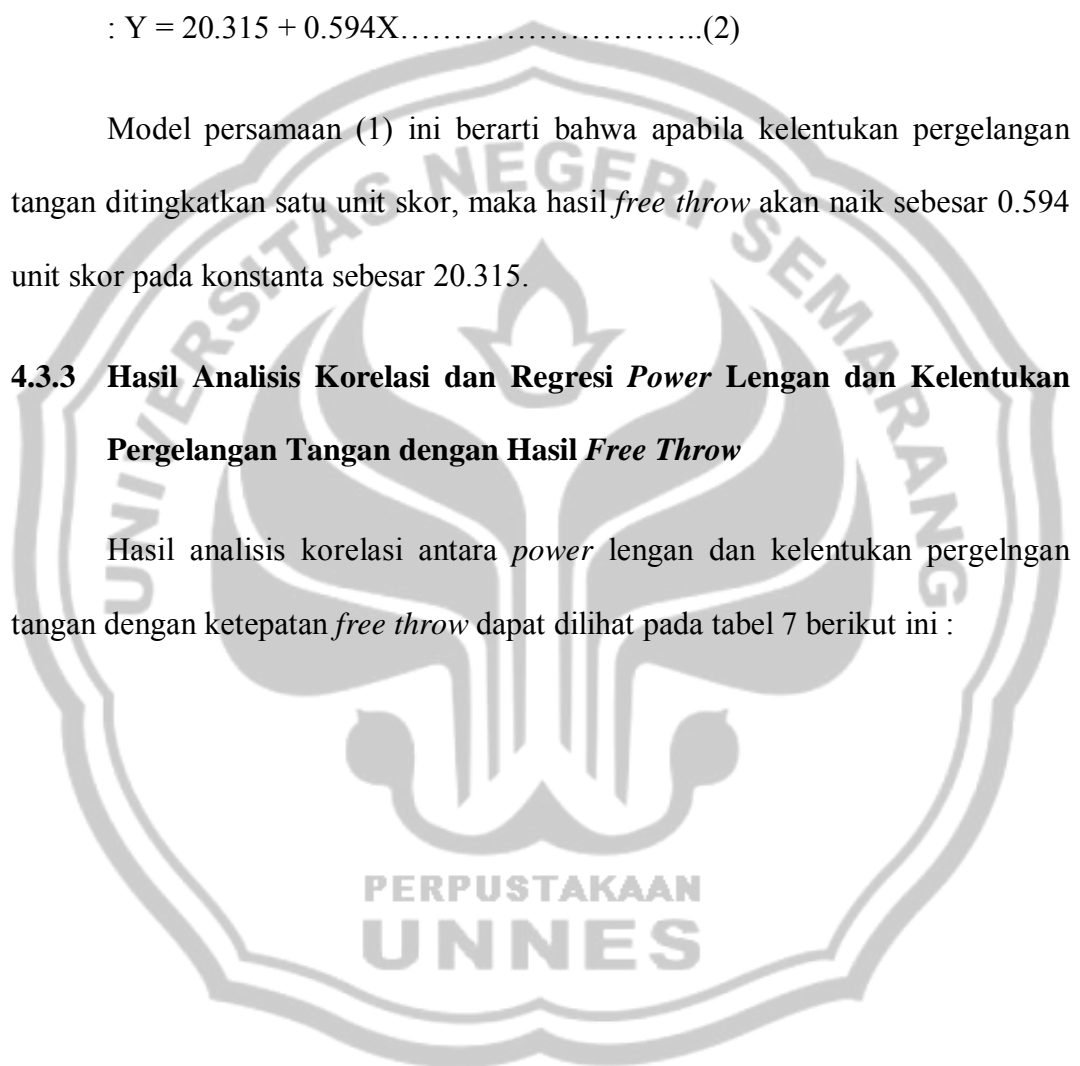 : Y = 20.315 + 0.594X………………………..(2)
Model persamaan (1) ini berarti bahwa apabila kelentukan pergelangan
tangan ditingkatkan satu unit skor, maka hasil free throw akan naik sebesar 0.594
unit skor pada konstanta sebesar 20.315.
4.3.3 Hasil Analisis Korelasi dan Regresi Power Lengan dan Kelentukan
Pergelangan Tangan dengan Hasil Free Throw
Hasil analisis korelasi antara power lengan dan kelentukan pergelngan
tangan dengan ketepatan free throw dapat dilihat pada tabel 7 berikut ini :
UNIVERSITAS NEGERI SEMARANG
PERPUSTAKAAN
UNNES